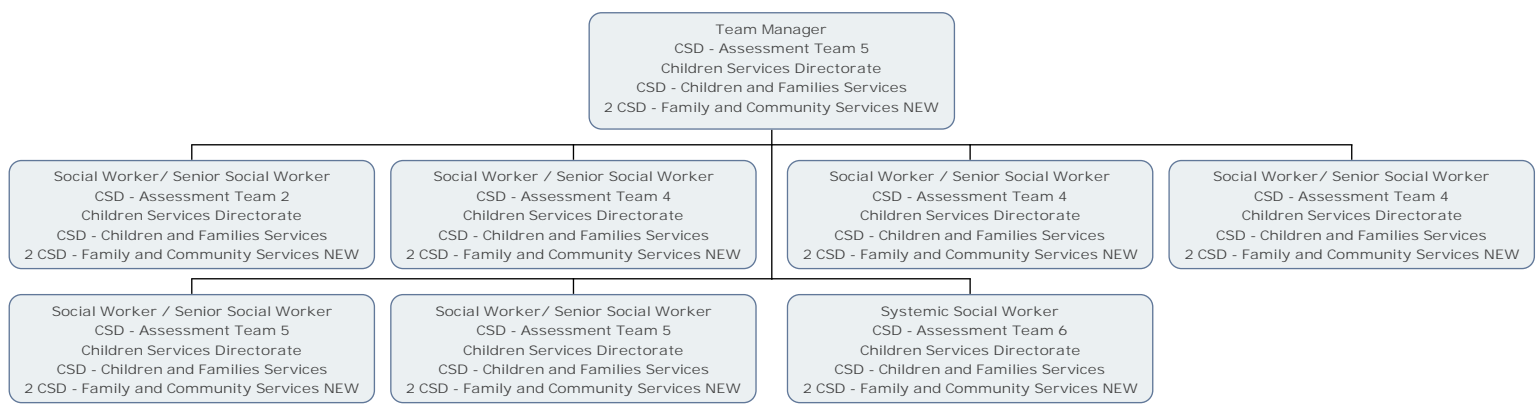 Team Manager
CSD - Assessment Team 5
Children Services Directorate
CSD - Children and Families Services
2 CSD - Family and Community Services NEW
Social Worker/ Senior Social Worker
CSD - Assessment Team 2
Children Services Directorate
CSD - Children and Families Services
2 CSD - Family and Community Services NEW
Social Worker / Senior Social Worker
CSD - Assessment Team 4
Children Services Directorate
CSD - Children and Families Services
2 CSD - Family and Community Services NEW
Social Worker / Senior Social Worker
CSD - Assessment Team 4
Children Services Directorate
CSD - Children and Families Services
2 CSD - Family and Community Services NEW
Social Worker/ Senior Social Worker
CSD - Assessment Team 4
Children Services Directorate
CSD - Children and Families Services
2 CSD - Family and Community Services NEW
Social Worker / Senior Social Worker
CSD - Assessment Team 5
Children Services Directorate
CSD - Children and Families Services
2 CSD - Family and Community Services NEW
Social Worker/ Senior Social Worker
CSD - Assessment Team 5
Children Services Directorate
CSD - Children and Families Services
2 CSD - Family and Community Services NEW
Systemic Social Worker
CSD - Assessment Team 6
Children Services Directorate
CSD - Children and Families Services
2 CSD - Family and Community Services NEW